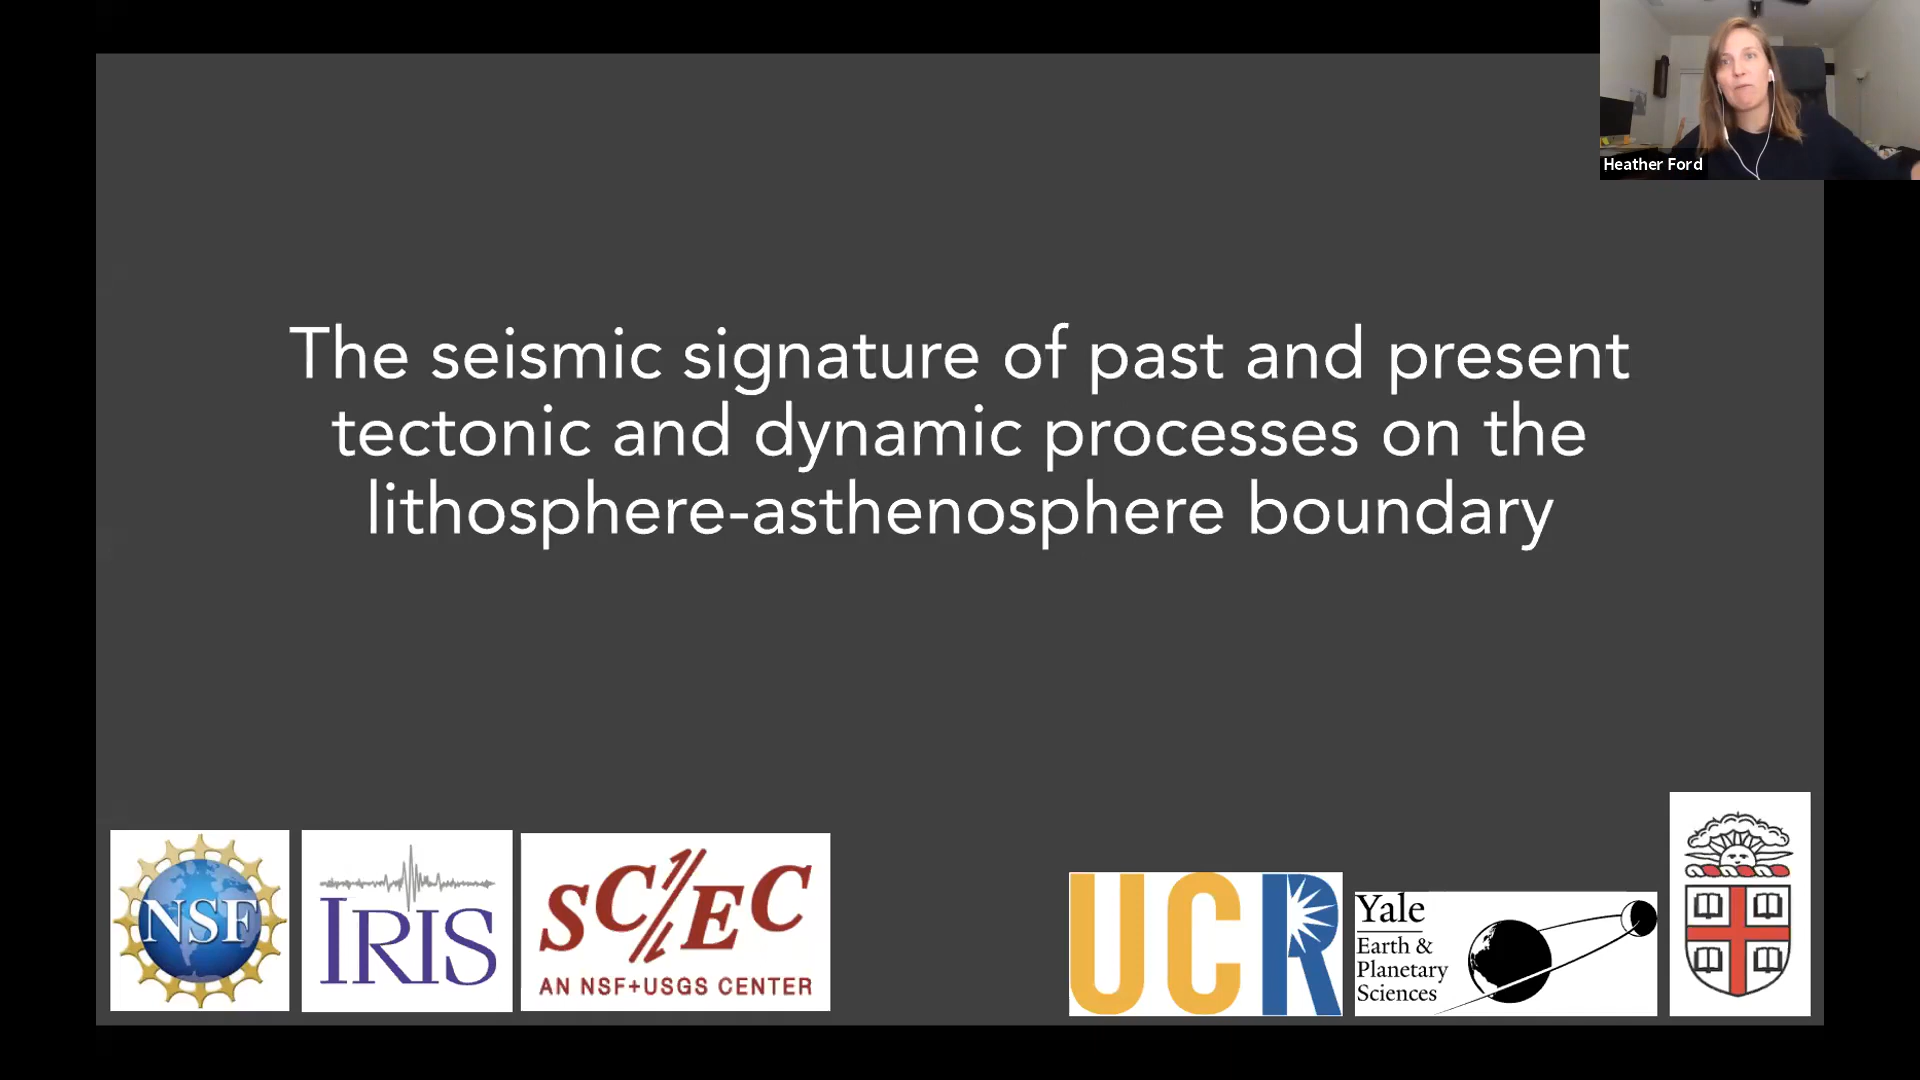 Heather Ford
The seismic signature of past and present
tectonic and dynamic processes on the
lithosphere-asthenosphere boundary
NSF
IRIS
SC/EC
AN NSF+USGS CENTER
UCR
Yale
Earth &
Planetary
Sciences